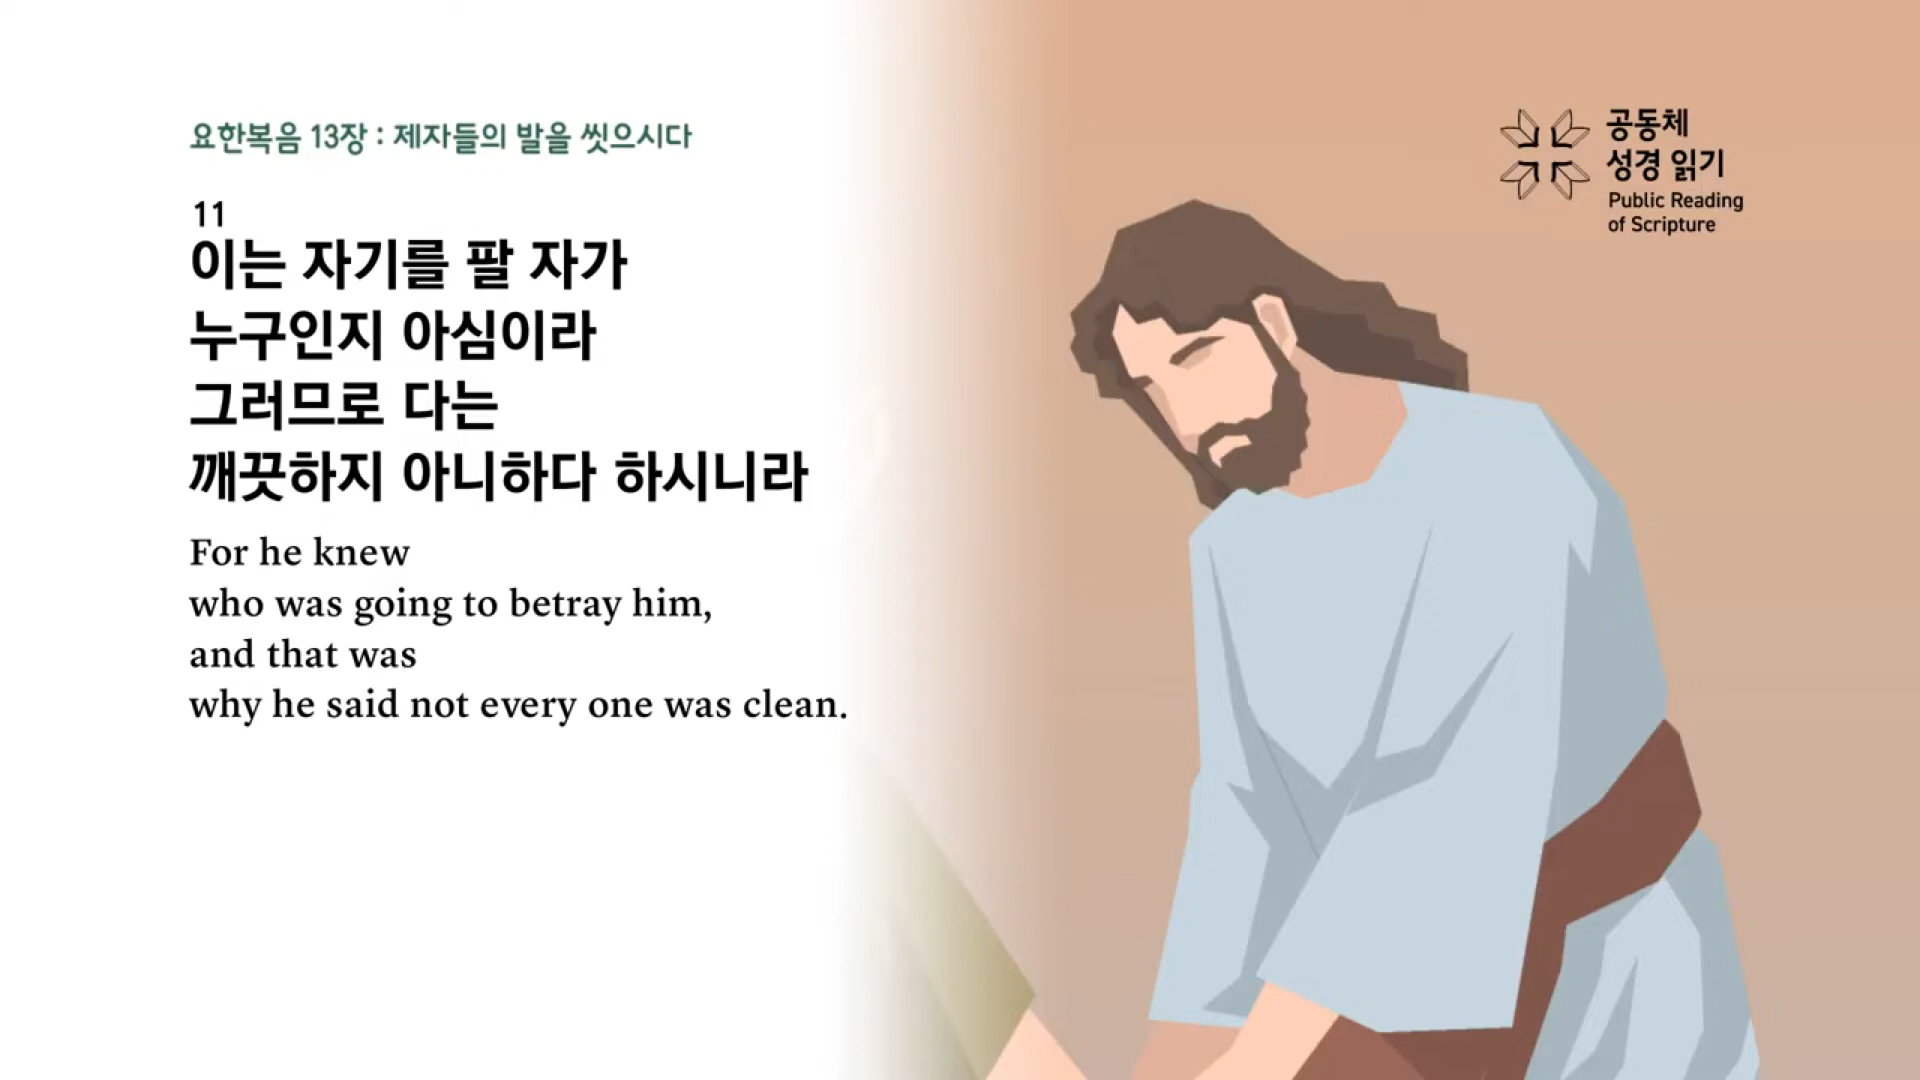 요한복음 13장 : 제자들의 발을 씻으시다
11
이는 자기를 팔 자가
누구인지 아심이라
그러므로 다는
깨끗하지 아니하다 하시니라
For he knew
who was going to betray him,
and that was
why he said not every one was clean.
공동체
성경 읽기
Public Reading
of Scripture